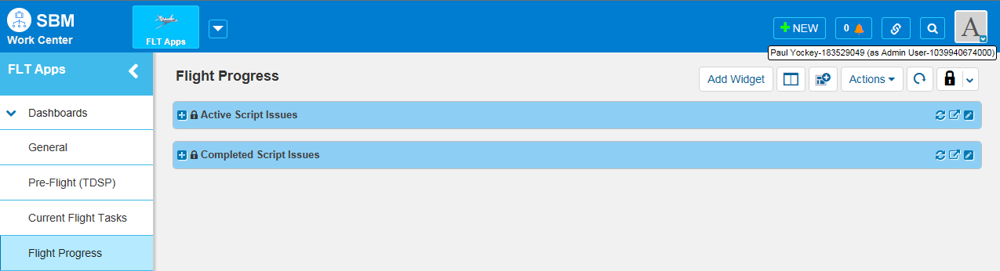 SBM
Work Center
FLT Apps
NEW
0
A
Paul Yockey-183529049 (as Admin User-1039940674000)
FLT Apps
Dashboards
General
Pre-Flight (TDSP)
Current Flight Tasks
Flight Progress
Flight Progress
Add Widget
Actions
Active Script Issues
Completed Script Issues